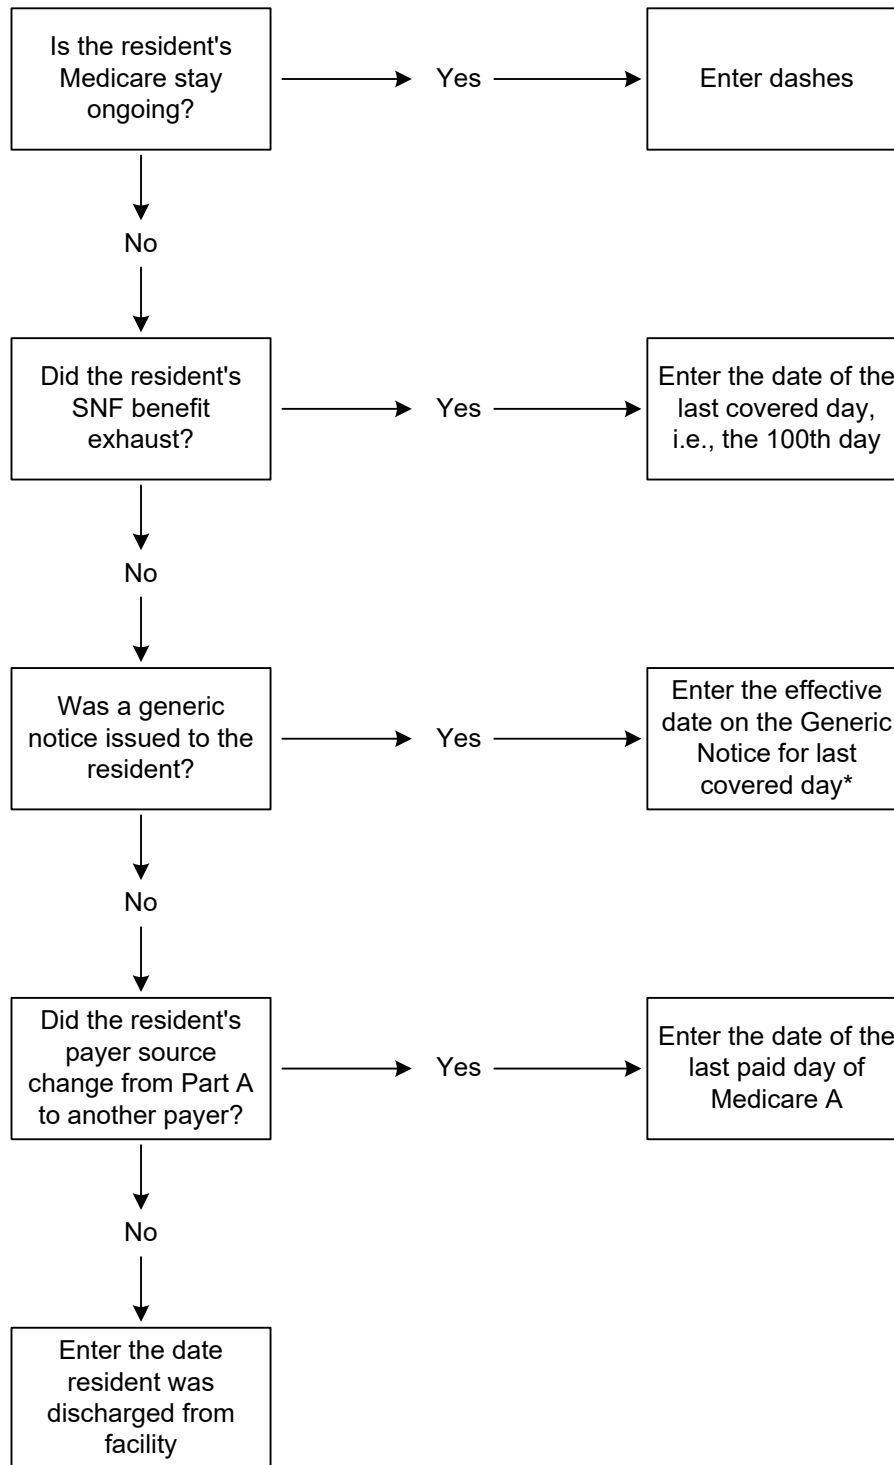 Is the resident's
Medicare stay
ongoing?
Yes
Enter dashes
No
Did the resident's
SNF benefit
exhaust?
Yes
Enter the date of the
last covered day,
i.e., the 100th day
No
Was a generic
notice issued to the
resident?
Yes
Enter the effective
date on the Generic
Notice for last
covered day*
No
Did the resident's
payer source
change from Part A
to another payer?
Yes
Enter the date of the
last paid day of
Medicare A
No
Enter the date
resident was
discharged from
facility